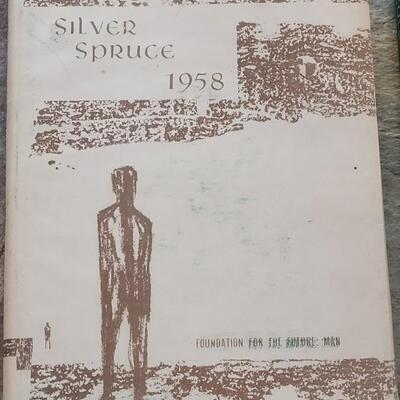 SILVER
SPRUCE
1958
FOUNDATION FOR THE FUTURE: MAN